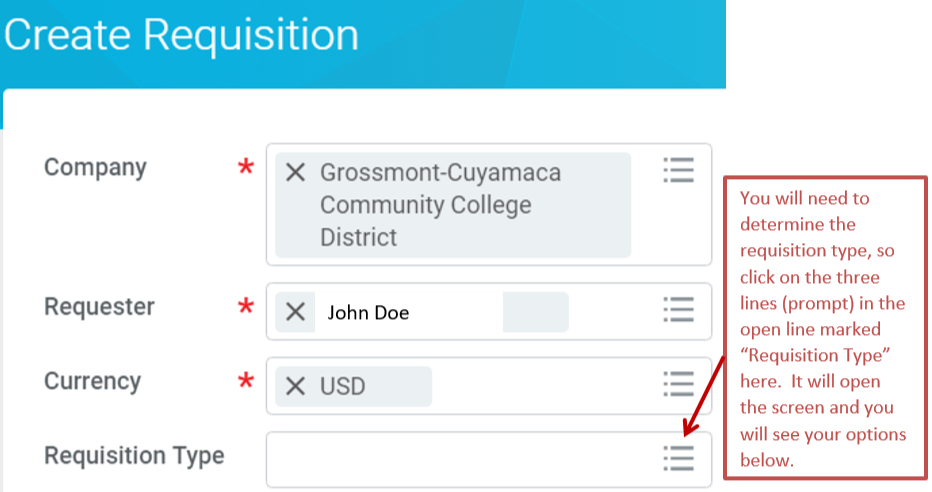 Create Requisition
Company *
Grossmont-Cuyamaca
Community College
District
Requester *
John Doe
Currency *
USD
Requisition Type
You will need to
determine the
requisition type, so
click on the three
lines (prompt) in the
open line marked
“Requisition Type”
here.  It will open
the screen and you
will see your options
below.